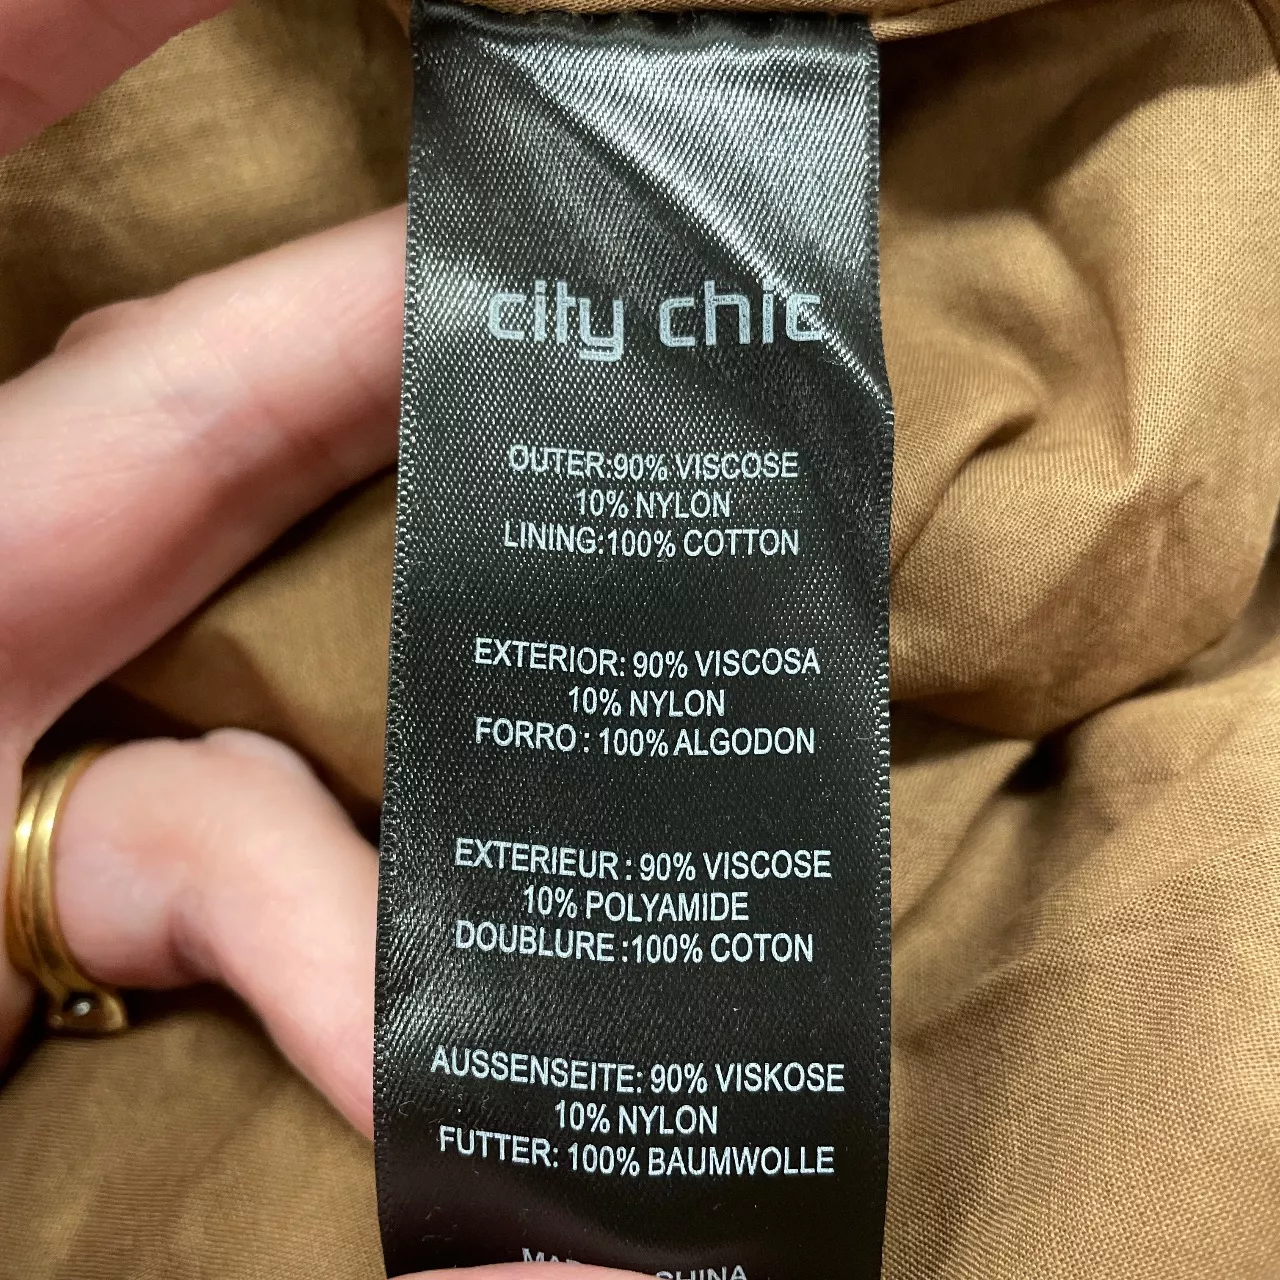 city chic
OUTER:90% VISCOSE
10% NYLON
LINING:100% COTTON
EXTERIOR: 90% VISCOSA
10% NYLON
FORRO : 100% ALGODON
EXTERIEUR : 90% VISCOSE
10% POLYAMIDE
DOUBLURE :100% COTON
AUSSENSEITE: 90% VISKOSE
10% NYLON
FUTTER: 100% BAUMWOLLE
CHINA